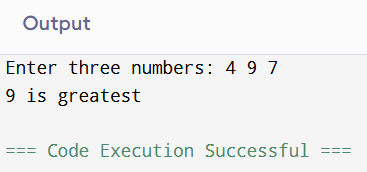 Output
Enter three numbers: 4 9 7
9 is greatest
=== Code Execution Successful ===